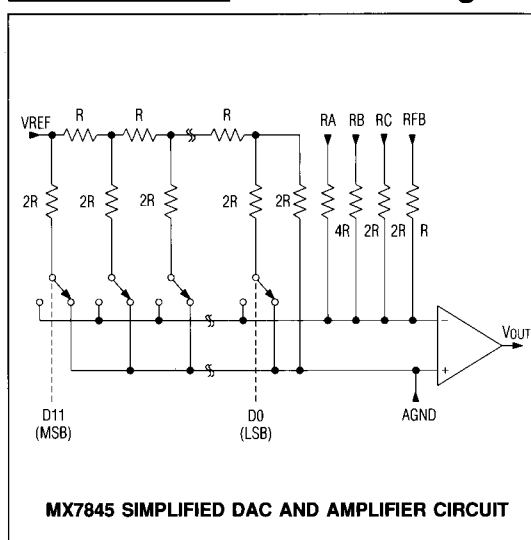 R R R RA RB RC RFB
VREF
2R 2R 2R 2R 2R 4R 2R 2R R
−
+
VOUT
D11 D0 AGND
(MSB) (LSB)
MX7845 SIMPLIFIED DAC AND AMPLIFIER CIRCUIT